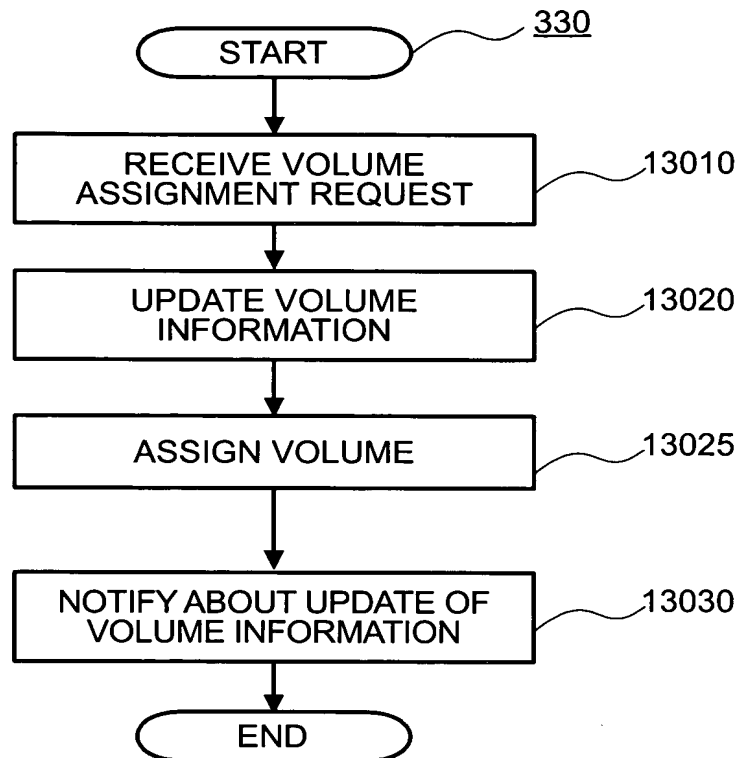 330
START
RECEIVE VOLUME
ASSIGNMENT REQUEST
13010
UPDATE VOLUME
INFORMATION
13020
ASSIGN VOLUME
13025
NOTIFY ABOUT UPDATE OF
VOLUME INFORMATION
13030
END